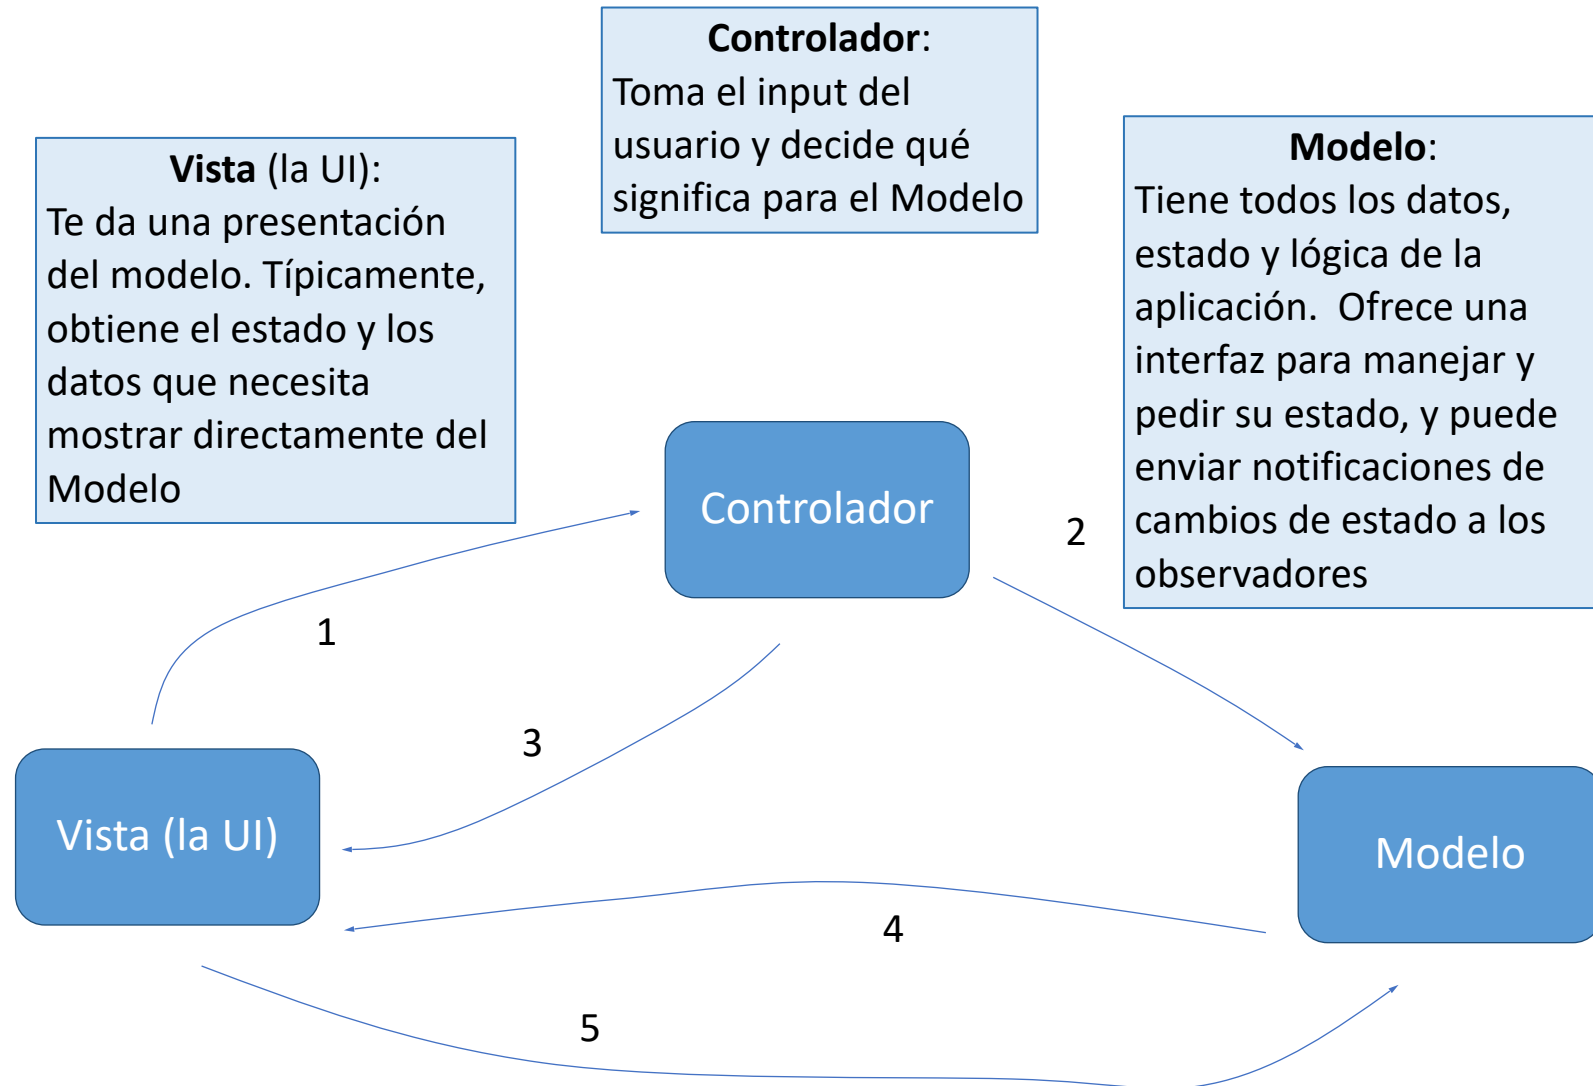 Controlador:
Toma el input del
usuario y decide qué
significa para el Modelo
Vista (la UI):
Te da una presentación
del modelo. Típicamente,
obtiene el estado y los
datos que necesita
mostrar directamente del
Modelo
Modelo:
Tiene todos los datos,
estado y lógica de la
aplicación.  Ofrece una
interfaz para manejar y
pedir su estado, y puede
enviar notificaciones de
cambios de estado a los
observadores
Controlador
2
1
3
Vista (la UI)
Modelo
4
5